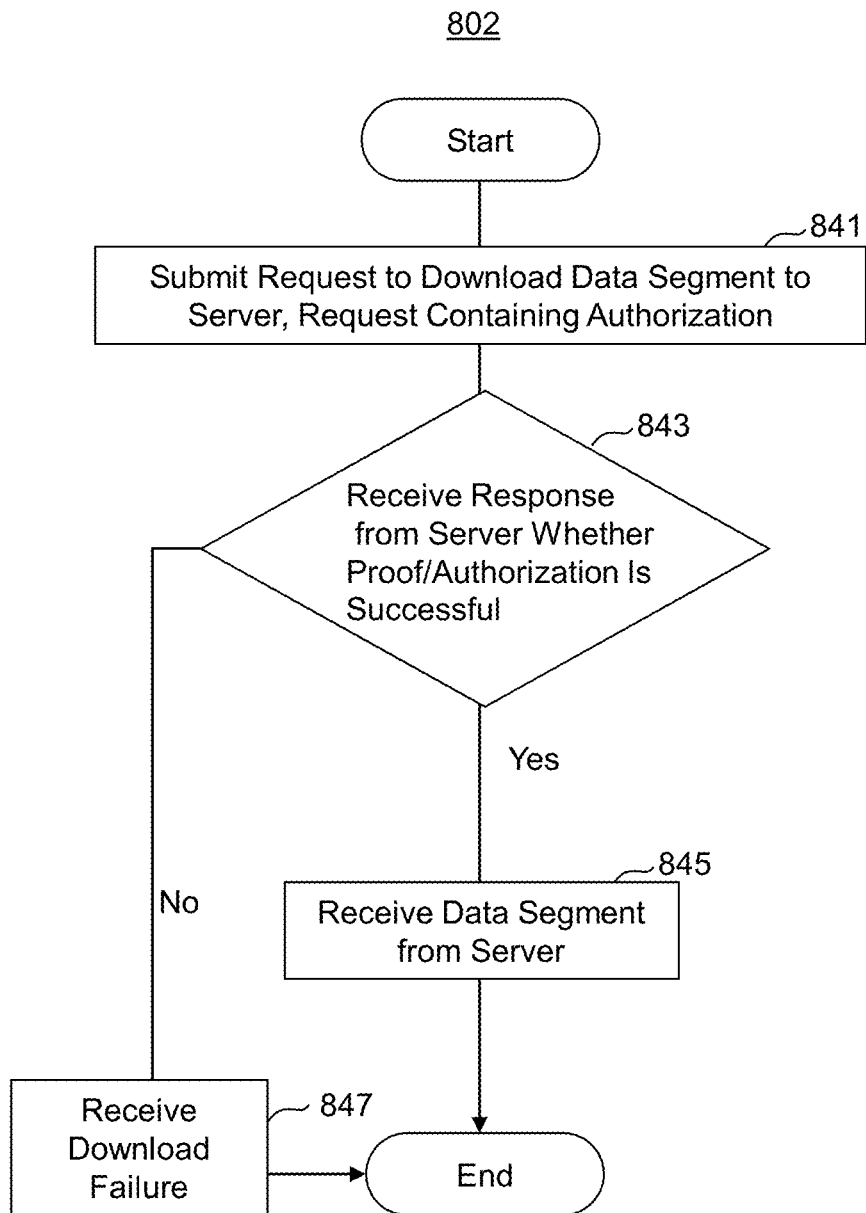 802
Start
841
Submit Request to Download Data Segment to
Server, Request Containing Authorization
843
Receive Response
from Server Whether
Proof/Authorization Is
Successful
Yes
No
845
Receive Data Segment
from Server
847
Receive
Download
Failure
End